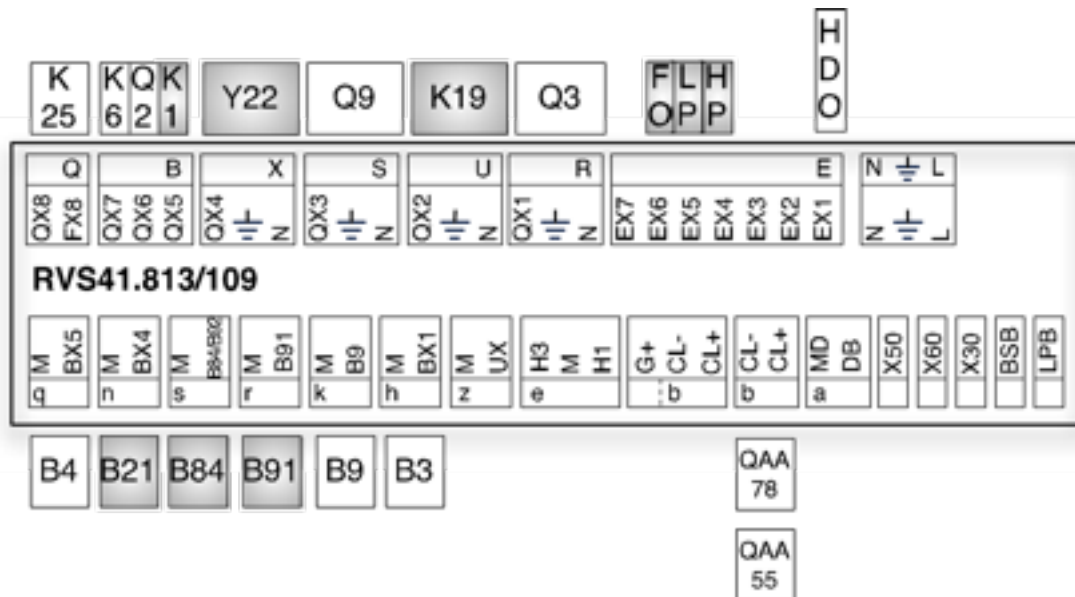 H
D
O
K K Q K F L H
25 6 2 1 Y22 Q9 K19 Q3 O P P
Q B X S U R E N L
QX8 FX8 QX7 QX6 QX5 QX4 N QX3 N QX2 N QX1 N EX7 EX6 EX5 EX4 EX3 EX2 EX1 N L
RVS41.813/109
M BX5 M BX4 M B84/B92 M B91 M B9 M BX1 M UX H3 M H1 G+ CL- CL+ CL- CL+ MD DB X50 X60 X30 BSB LPB
q n s r k h z e b b a
B4 B21 B84 B91 B9 B3 QAA
78
QAA
55